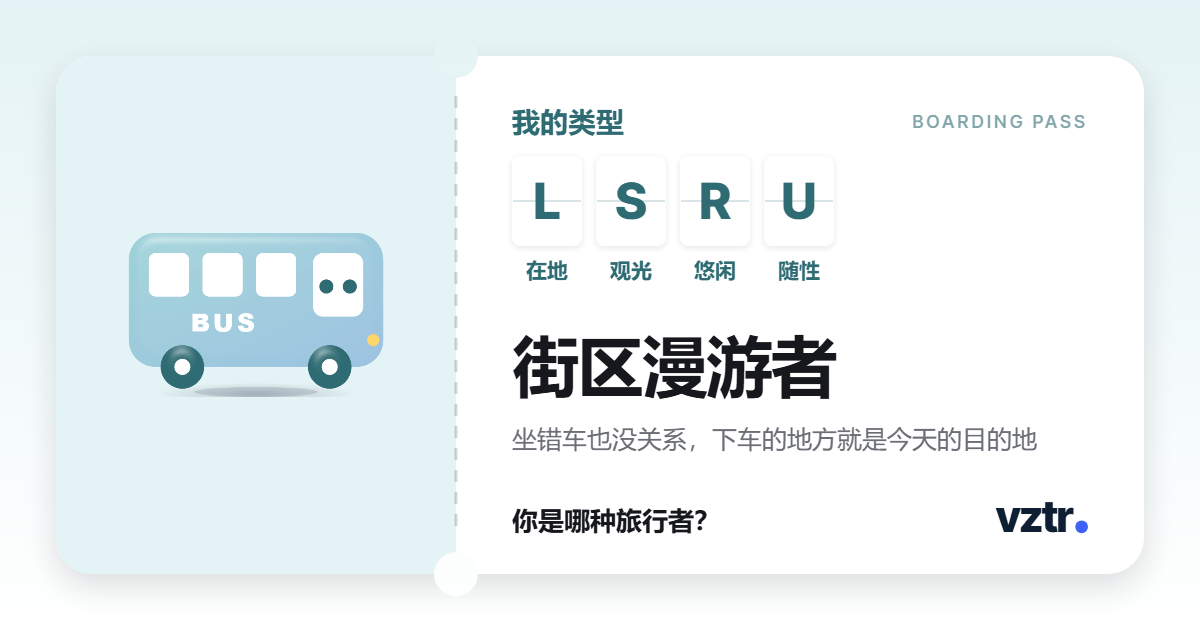 BUS
我的类型
BOARDING PASS
L S R U
在地 观光 悠闲 随性
街区漫游者
坐错车也没关系，下车的地方就是今天的目的地
你是哪种旅行者？
vztr.